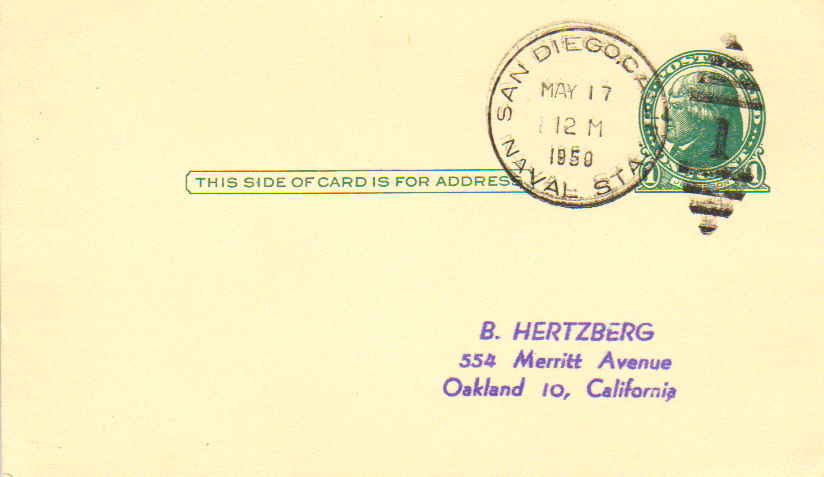 SAN DIEGO, CA
MAY 17
12 M
1950
NAVAL STA.
1
THIS SIDE OF CARD IS FOR ADDRESS
B. HERTZBERG
554 Merritt Avenue
Oakland 10, California